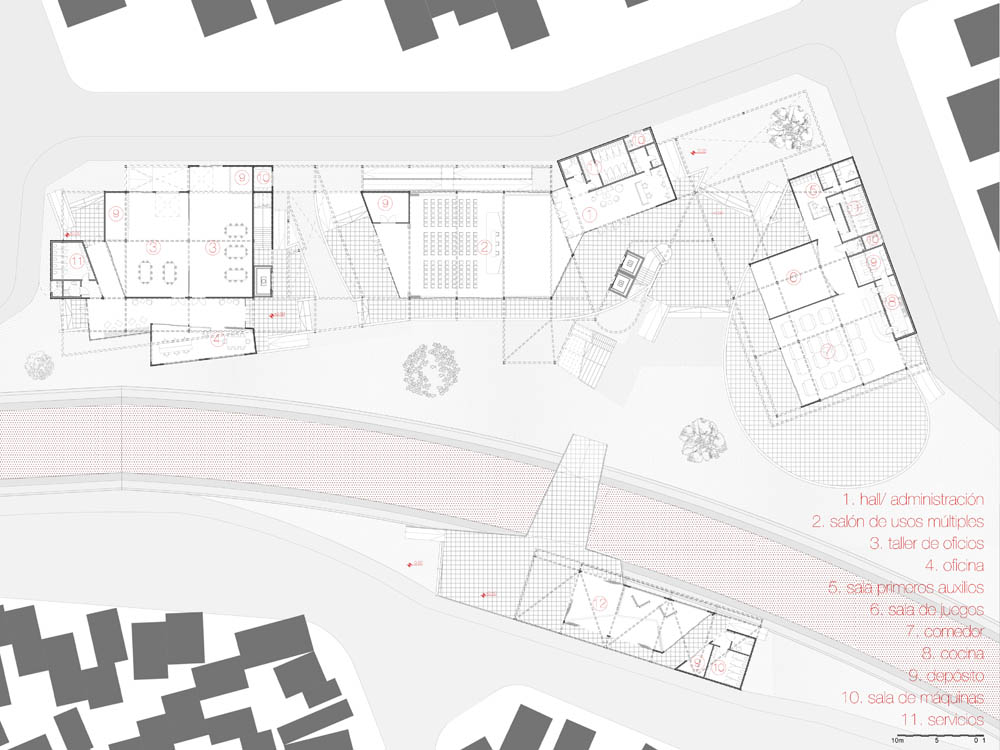 9
10
9
3
3
11
4
9
2
1
10
5
10
9
6
8
7
12
9
10
1. hall/ administración
2. salón de usos múltiples
3. taller de oficios
4. oficina
5. sala primeros auxilios
6. sala de juegos
7. comedor
8. cocina
9. depósito
10. sala de máquinas
11. servicios
10m 5 0 1